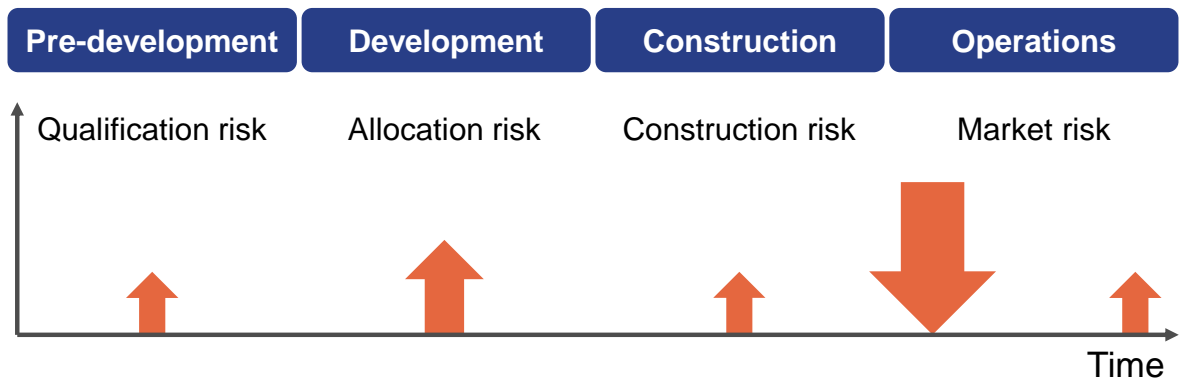 Pre-development Development Construction Operations
Qualification risk Allocation risk Construction risk Market risk
Time